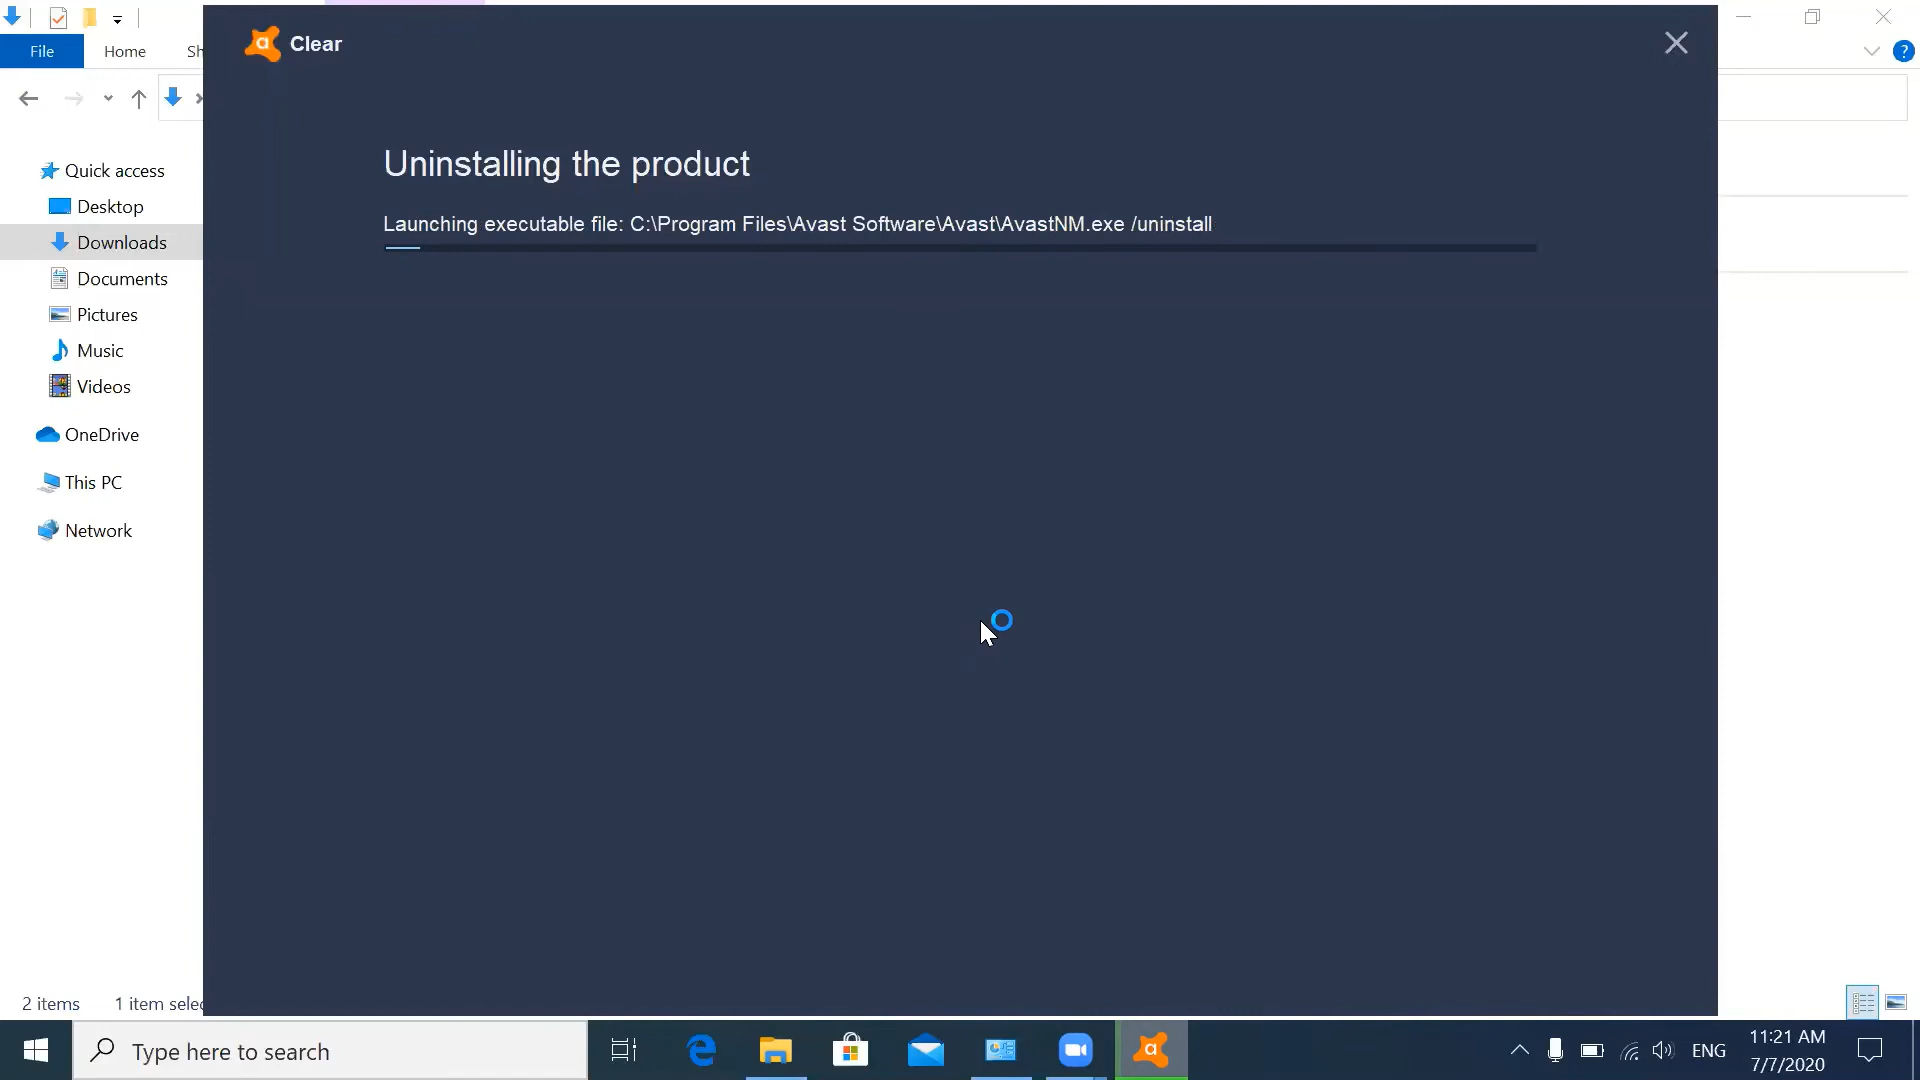 File
Home
Sh
?
Clear
Uninstalling the product
Launching executable file: C:\Program Files\Avast Software\Avast\AvastNM.exe /uninstall
Quick access
Desktop
Downloads
Documents
Pictures
Music
Videos
OneDrive
This PC
Network
2 items
1 item selec
Type here to search
ENG
11:21 AM
7/7/2020